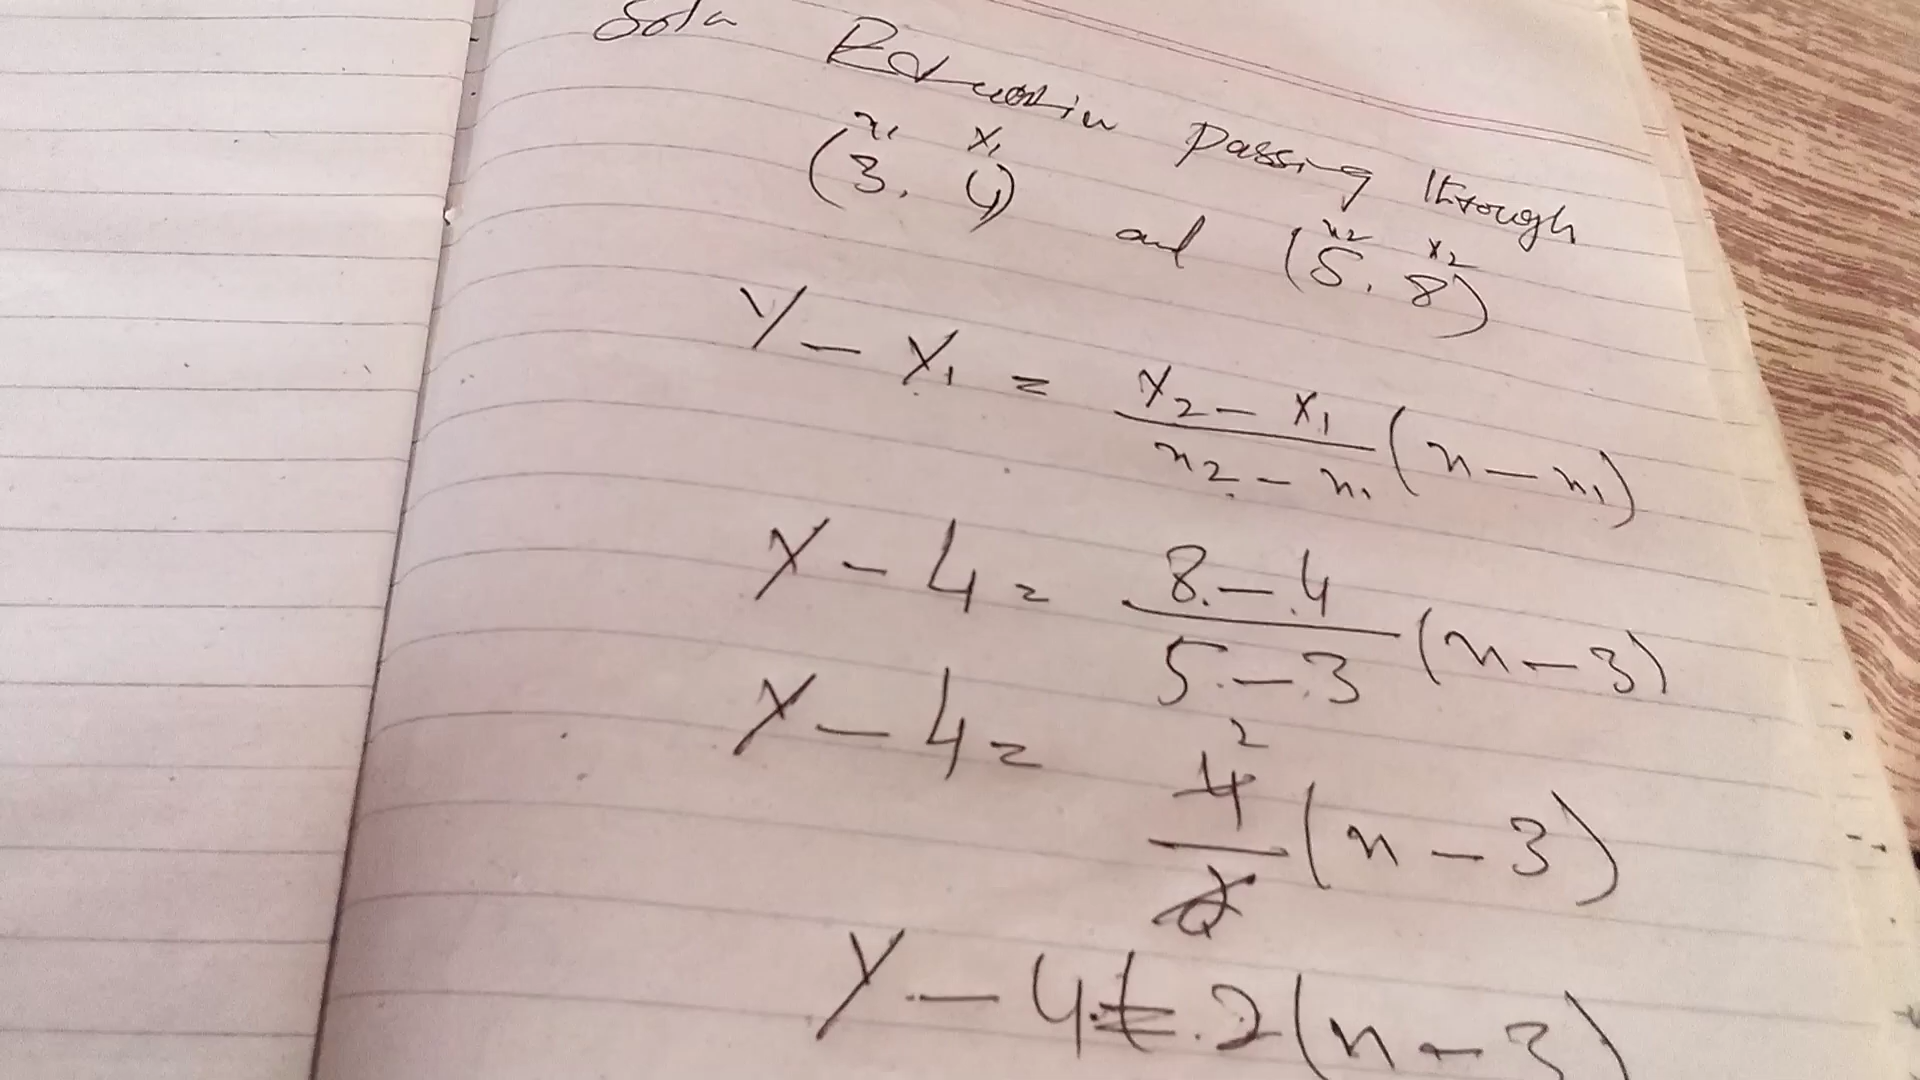 Soln Equation passing through
(3, 4) and (5, 8)
x1 y1 x2 y2
y - y1 = y2 - y1 / x2 - x1 (x - x1)
y - 4 = 8 - 4 / 5 - 3 (x - 3)
y - 4 = 4 / 2 (x - 3)
2
y - 4 = 2(x - 3)